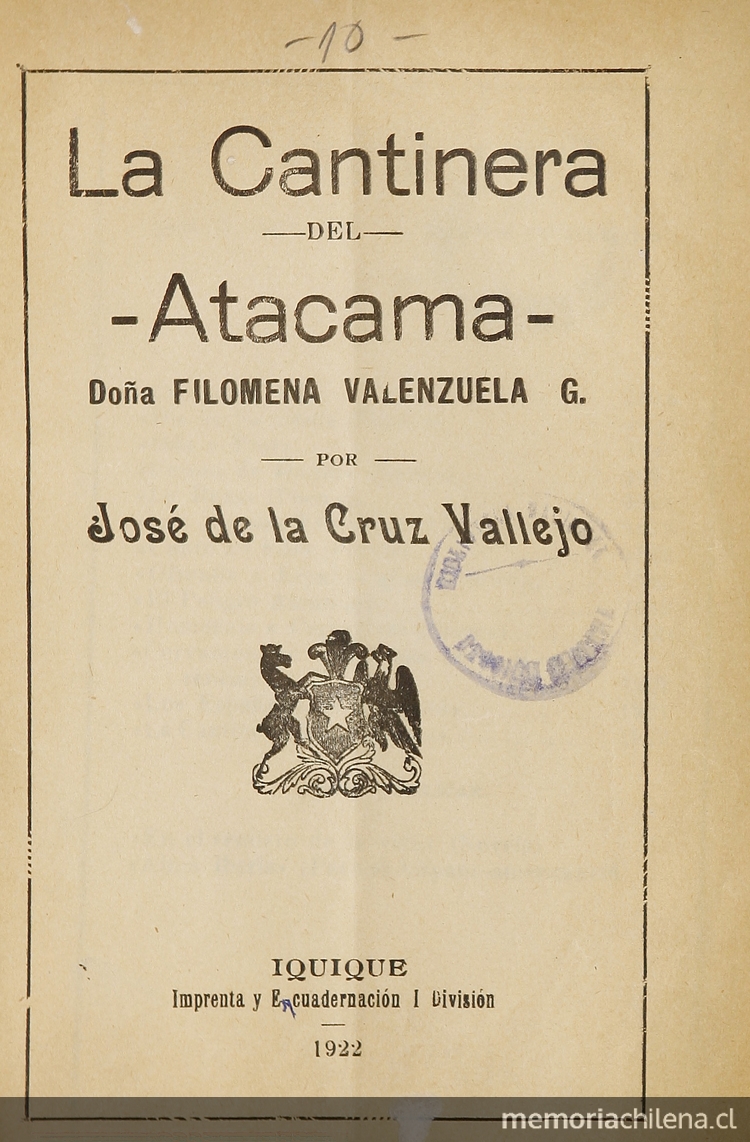 - 10 -
La Cantinera
—DEL—
-Atacama-
Doña FILOMENA VALENZUELA G.
— POR —
José de la Cruz Vallejo
IQUIQUE
Imprenta y Encuadernación I División
1922
memoriachilena.cl